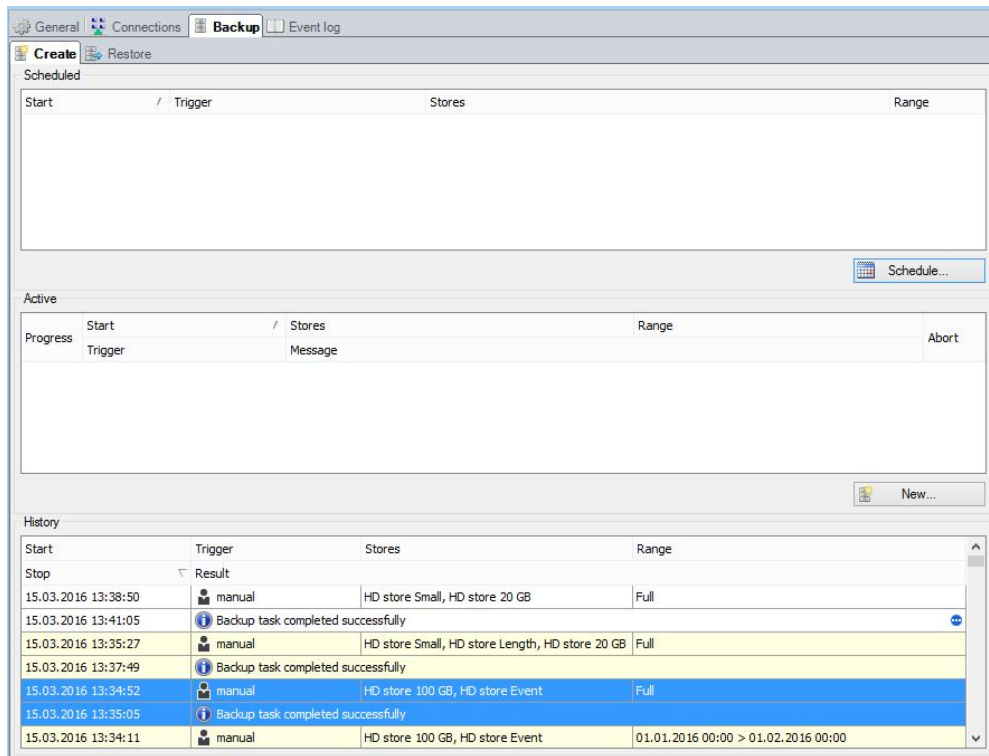 General Connections Backup Event log
Create Restore
Scheduled
Start Trigger Stores Range
Schedule...
Active
Progress Start Stores Range Abort
Trigger Message
New...
History
Start Trigger Stores Range
Stop Result
15.03.2016 13:38:50 manual HD store Small, HD store 20 GB Full
15.03.2016 13:41:05 Backup task completed successfully
15.03.2016 13:35:27 manual HD store Small, HD store Length, HD store 20 GB Full
15.03.2016 13:37:49 Backup task completed successfully
15.03.2016 13:34:52 manual HD store 100 GB, HD store Event Full
15.03.2016 13:35:05 Backup task completed successfully
15.03.2016 13:34:11 manual HD store 100 GB, HD store Event 01.01.2016 00:00 > 01.02.2016 00:00